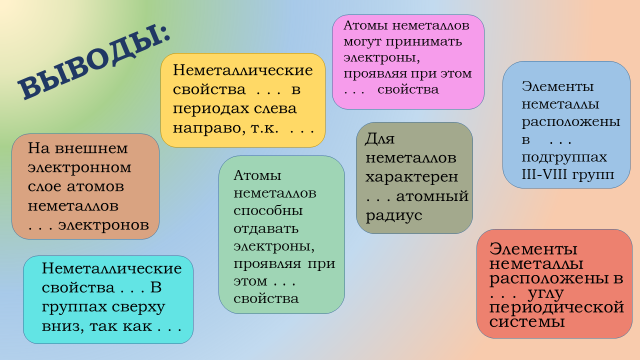 ВЫВОДЫ:
Неметаллические
свойства . . . в
периодах слева
направо, т.к. . . .
Атомы неметаллов
могут принимать
электроны,
проявляя при этом
. . . свойства
Элементы
неметаллы
расположены
в . . .
подгруппах
III-VIII групп
На внешнем
электронном
слое атомов
неметаллов
. . . электронов
Атомы
неметаллов
способны
отдавать
электроны,
проявляя при
этом . . .
свойства
Для
неметаллов
характерен
. . . атомный
радиус
Неметаллические
свойства . . . В
группах сверху
вниз, так как . . .
Элементы
неметаллы
расположены в
. . . углу
периодической
системы